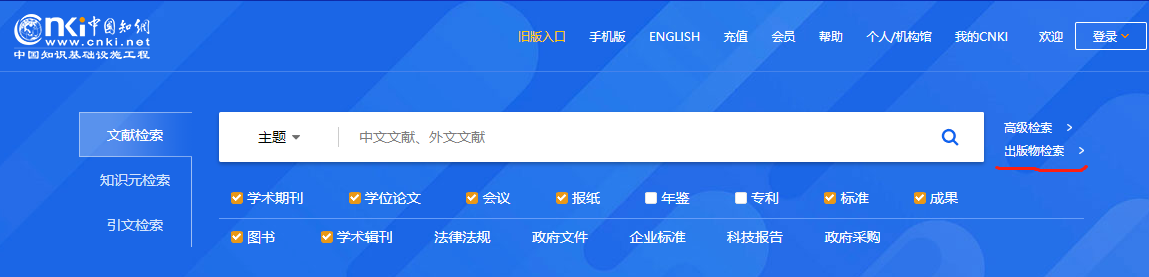 cnki中国知网
www.cnki.net
中国知识基础设施工程
旧版入口 手机版 ENGLISH 充值 会员 帮助 个人/机构馆 我的CNKI 欢迎 登录
文献检索 主题 中文文献、外文文献 高级检索 >
出版物检索 >
知识元检索
学术期刊 学位论文 会议 报纸 年鉴 专利 标准 成果
引文检索
图书 学术辑刊 法律法规 政府文件 企业标准 科技报告 政府采购